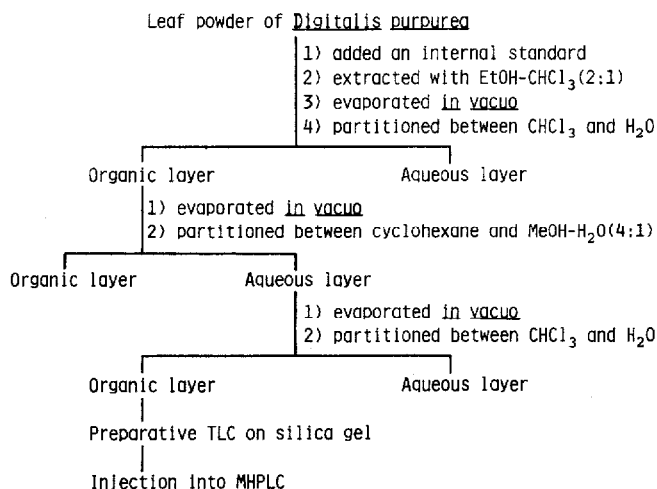 Leaf powder of Digitalis purpurea
1) added an internal standard
2) extracted with EtOH-CHCl3(2:1)
3) evaporated in vacuo
4) partitioned between CHCl3 and H2O
Organic layer Aqueous layer
1) evaporated in vacuo
2) partitioned between cyclohexane and MeOH-H2O(4:1)
Organic layer Aqueous layer
1) evaporated in vacuo
2) partitioned between CHCl3 and H2O
Organic layer Aqueous layer
Preparative TLC on silica gel
Injection into MHPLC